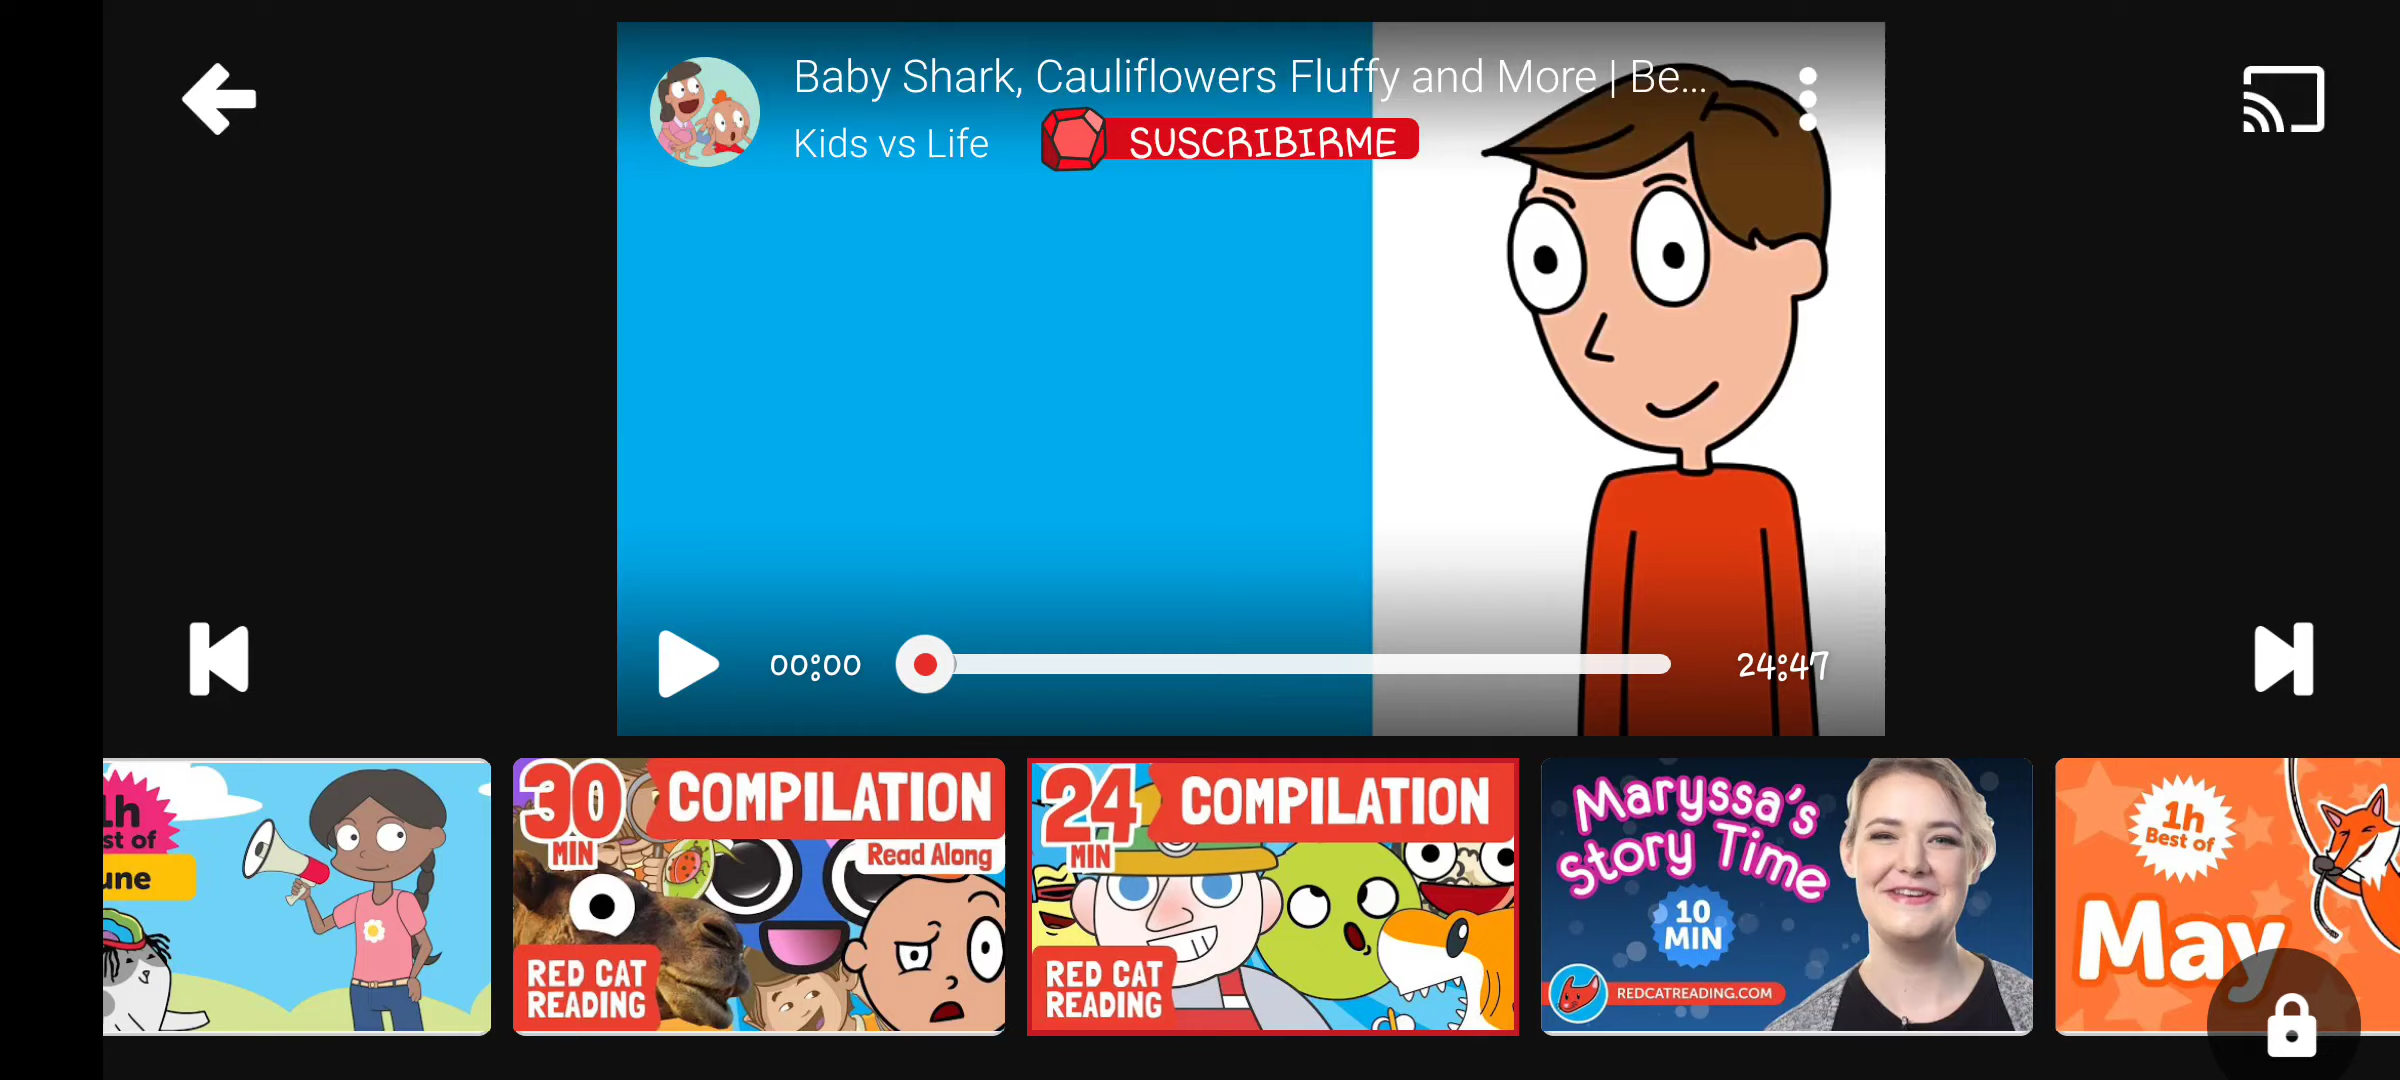 Baby Shark, Cauliflowers Fluffy and More | Be...
Kids vs Life
SUSCRIBIRME
00:00
24:47
1h
st of
une
30
MIN
COMPILATION
Read Along
RED CAT
READING
24
MIN
COMPILATION
RED CAT
READING
Maryssa's
Story Time
10
MIN
REDCATREADING.COM
1h
Best of
May